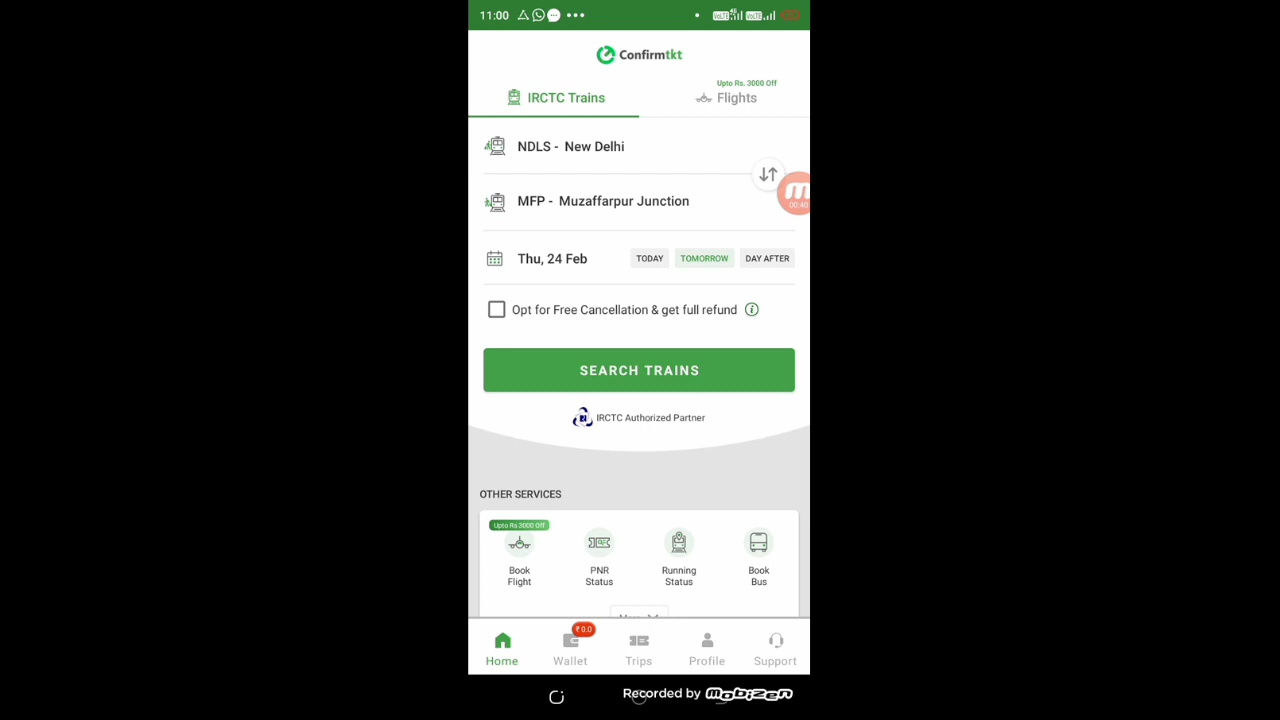 11:00
Confirmtkt
Upto Rs. 3000 Off
IRCTC Trains
Flights
NDLS - New Delhi
MFP - Muzaffarpur Junction
00:40
Thu, 24 Feb
TODAY
TOMORROW
DAY AFTER
Opt for Free Cancellation & get full refund
SEARCH TRAINS
IRCTC Authorized Partner
OTHER SERVICES
Upto Rs 3000 Off
Book
Flight
PNR
Status
Running
Status
Book
Bus
₹ 0.0
Home
Wallet
Trips
Profile
Support
Recorded by mobizen